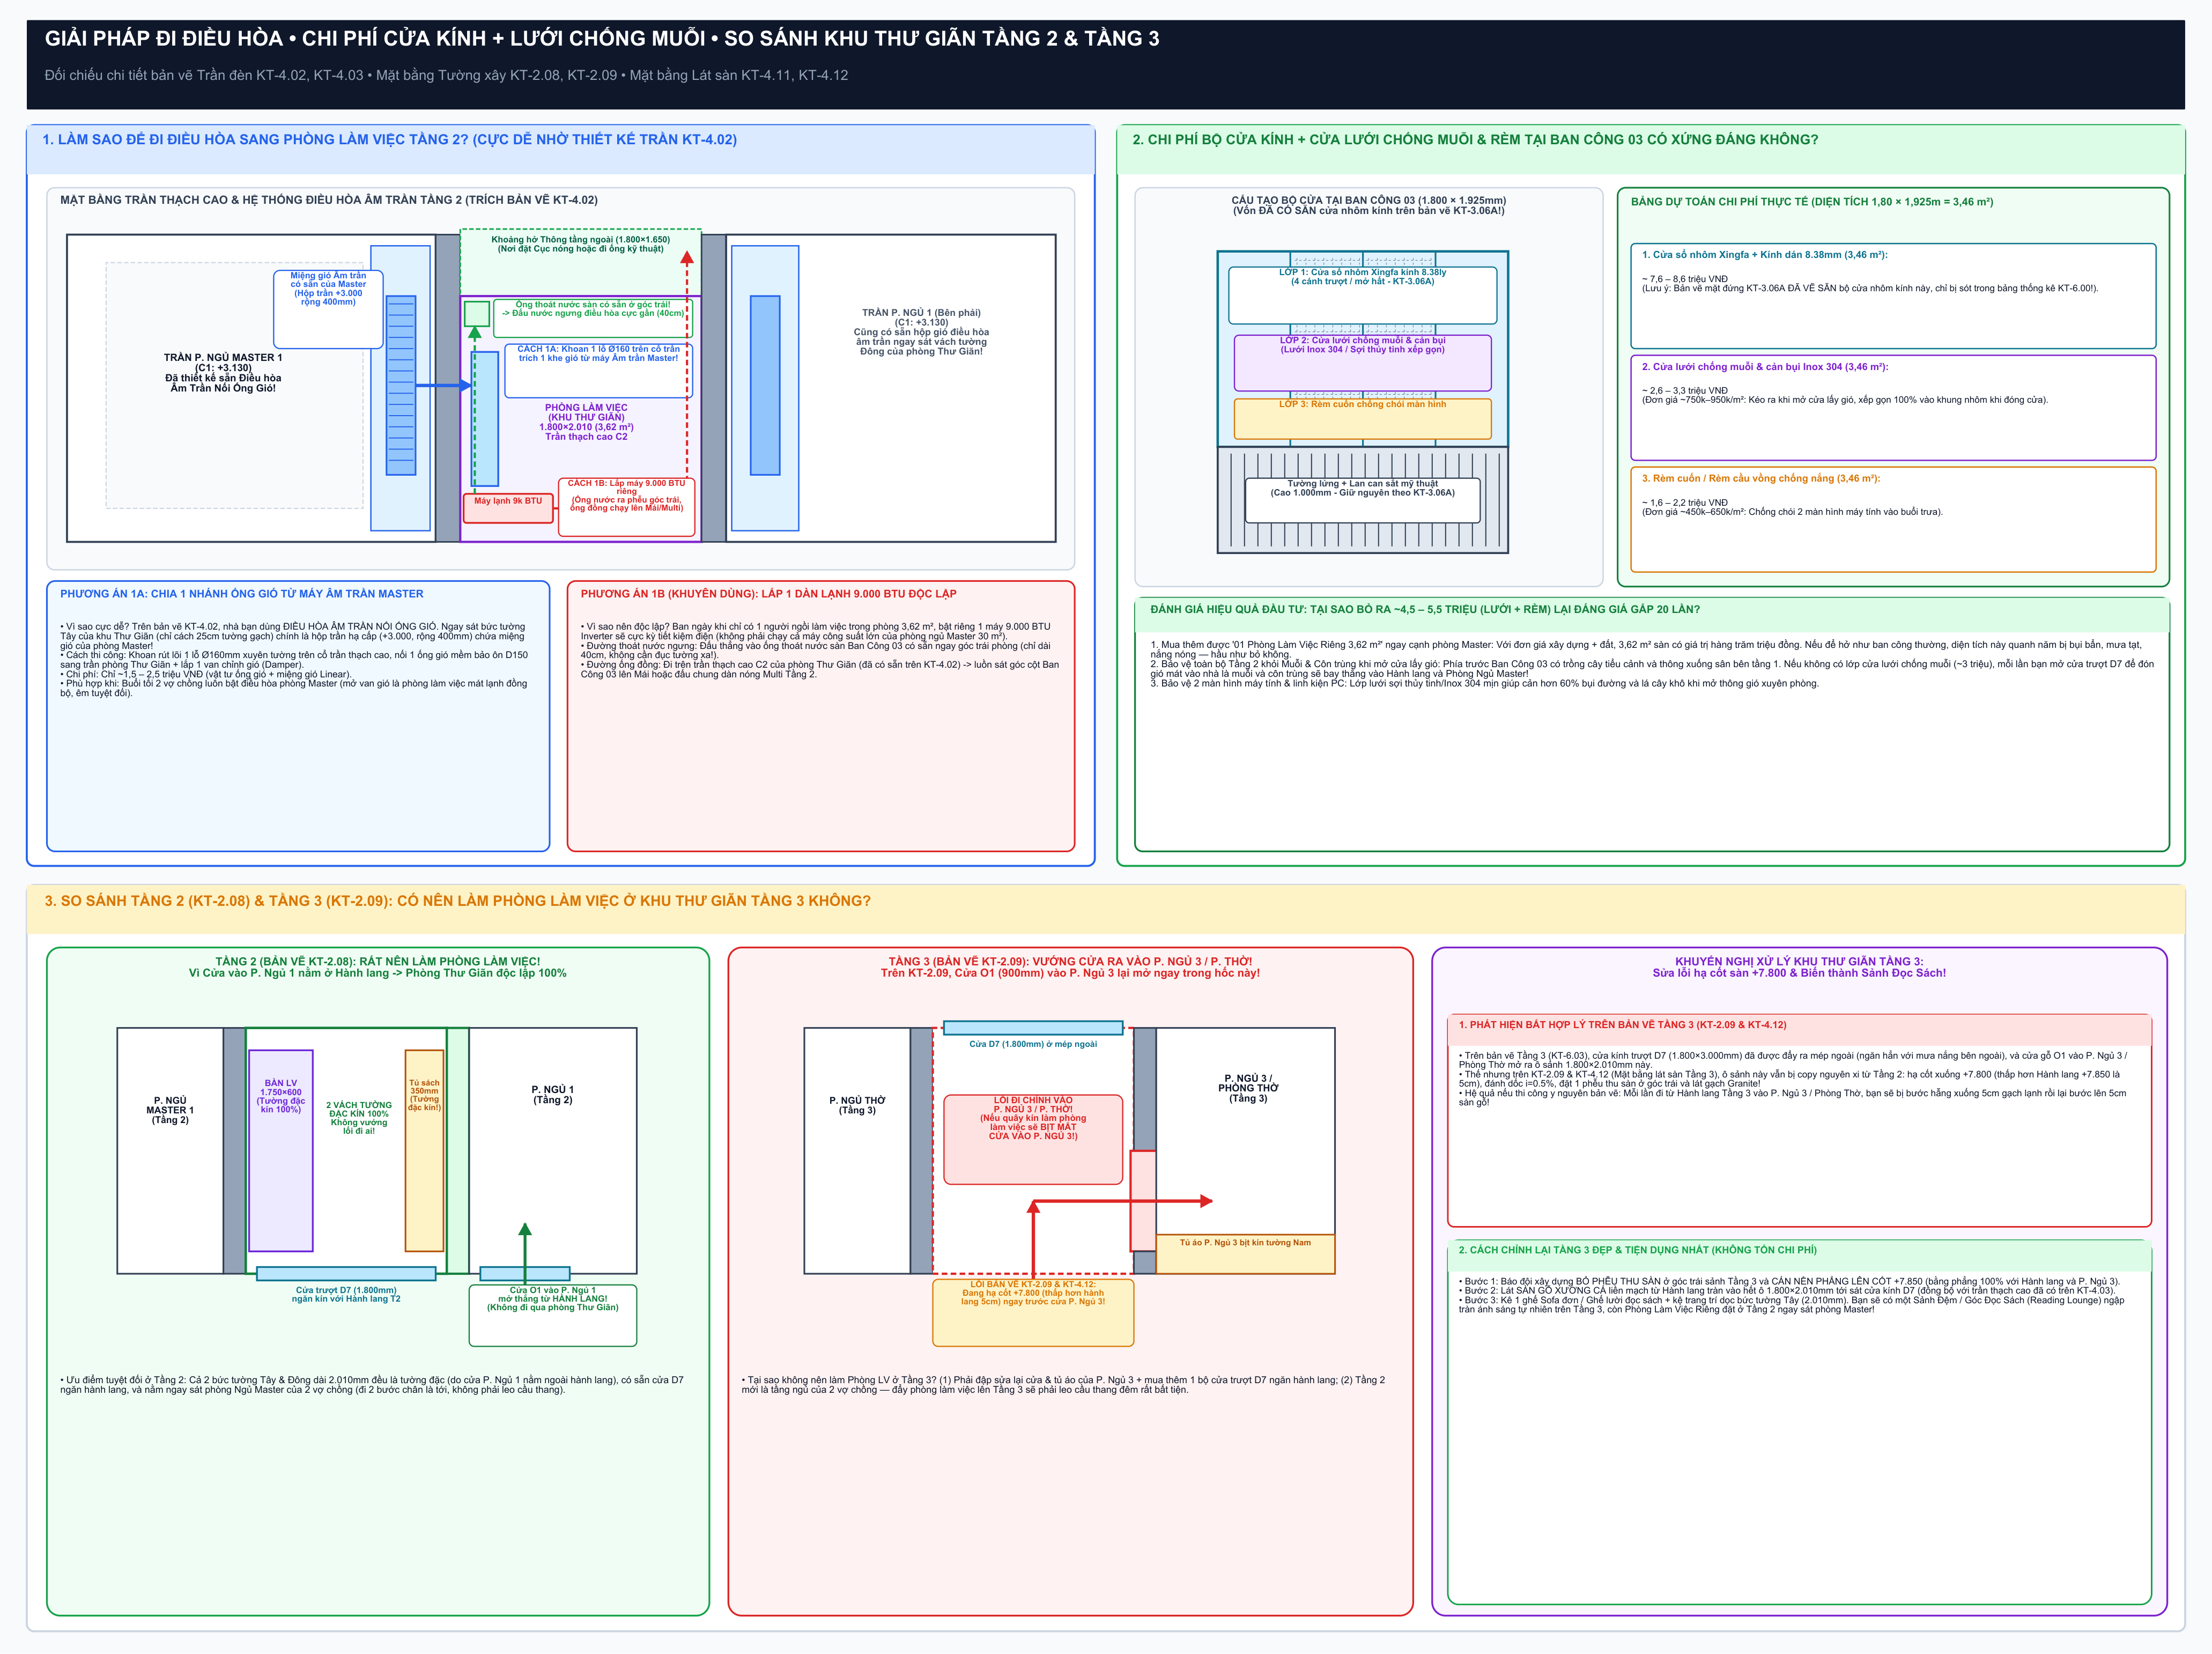 GIẢI PHÁP ĐI ĐIỀU HÒA • CHI PHÍ CỬA KÍNH + LƯỚI CHỐNG MUỖI • SO SÁNH KHU THƯ GIÃN TẦNG 2 & TẦNG 3
Đối chiếu chi tiết bản vẽ Trần đèn KT-4.02, KT-4.03 • Mặt bằng Tường xây KT-2.08, KT-2.09 • Mặt bằng Lát sàn KT-4.11, KT-4.12
1. LÀM SAO ĐỂ ĐI ĐIỀU HÒA SANG PHÒNG LÀM VIỆC TẦNG 2? (CỰC DỄ NHỜ THIẾT KẾ TRẦN KT-4.02)
MẶT BẰNG TRẦN THẠCH CAO & HỆ THỐNG ĐIỀU HÒA ÂM TRẦN TẦNG 2 (TRÍCH BẢN VẼ KT-4.02)
Khoảng hở Thông tầng ngoài (1.800×1.650)
(Nơi đặt Cục nóng hoặc đi ống kỹ thuật)
Miệng gió Âm trần
có sẵn của Master
(Hộp trần +3.000
rộng 400mm)
TRẦN P. NGỦ MASTER 1
(C1: +3.130)
Đã thiết kế sẵn Điều hòa
Âm Trần Nối Ống Gió!
Ống thoát nước sàn có sẵn ở góc trái!
-> Đấu nước ngưng điều hòa cực gần (40cm)
CÁCH 1A: Khoan 1 lỗ Ø160 trên cổ trần
trích 1 khe gió từ máy Âm trần Master!
PHÒNG LÀM VIỆC
(KHU THƯ GIÃN)
1.800×2.010 (3,62 m²)
Trần thạch cao C2
Máy lạnh 9k BTU
CÁCH 1B: Lắp máy 9.000 BTU
riêng
(Ống nước ra phễu góc trái,
ống đồng chạy lên Mái/Multi)
TRẦN P. NGỦ 1 (Bên phải)
(C1: +3.130)
Cũng có sẵn hộp gió điều hòa
âm trần ngay sát vách tường
Đông của phòng Thư Giãn!
PHƯƠNG ÁN 1A: CHIA 1 NHÁNH ỐNG GIÓ TỪ MÁY ÂM TRẦN MASTER
• Vì sao cực dễ? Trên bản vẽ KT-4.02, nhà bạn dùng ĐIỀU HÒA ÂM TRẦN NỐI ỐNG GIÓ. Ngay sát bức tường
Tây của khu Thư Giãn (chỉ cách 25cm tường gạch) chính là hộp trần hạ cấp (+3.000, rộng 400mm) chứa miệng
gió của phòng Master!
• Cách thi công: Khoan rút lõi 1 lỗ Ø160mm xuyên tường trên cổ trần thạch cao, nối 1 ống gió mềm bảo ôn D150
sang trần phòng Thư Giãn + lắp 1 van chỉnh gió (Damper).
• Chi phí: Chỉ ~1,5 – 2,5 triệu VNĐ (vật tư ống gió + miệng gió Linear).
• Phù hợp khi: Buổi tối 2 vợ chồng luôn bật điều hòa phòng Master (mở van gió là phòng làm việc mát lạnh đồng
bộ, êm tuyệt đối).
PHƯƠNG ÁN 1B (KHUYÊN DÙNG): LẮP 1 DÀN LẠNH 9.000 BTU ĐỘC LẬP
• Vì sao nên độc lập? Ban ngày khi chỉ có 1 người ngồi làm việc trong phòng 3,62 m², bật riêng 1 máy 9.000 BTU
Inverter sẽ cực kỳ tiết kiệm điện (không phải chạy cả máy công suất lớn của phòng ngủ Master 30 m²).
• Đường thoát nước ngưng: Đấu thẳng vào ống thoát nước sàn Ban Công 03 có sẵn ngay góc trái phòng (chỉ dài
40cm, không cần đục tường xa!).
• Đường ống đồng: Đi trên trần thạch cao C2 của phòng Thư Giãn (đã có sẵn trên KT-4.02) -> luồn sát góc cột Ban
Công 03 lên Mái hoặc đấu chung dàn nóng Multi Tầng 2.
2. CHI PHÍ BỘ CỬA KÍNH + CỬA LƯỚI CHỐNG MUỖI & RÈM TẠI BAN CÔNG 03 CÓ XỨNG ĐÁNG KHÔNG?
CẤU TẠO BỘ CỬA TẠI BAN CÔNG 03 (1.800 × 1.925mm)
(Vốn ĐÃ CÓ SẴN cửa nhôm kính trên bản vẽ KT-3.06A!)
LỚP 1: Cửa sổ nhôm Xingfa kính 8.38ly
(4 cánh trượt / mở hất - KT-3.06A)
LỚP 2: Cửa lưới chống muỗi & cản bụi
(Lưới Inox 304 / Sợi thủy tinh xếp gọn)
LỚP 3: Rèm cuốn chống chói màn hình
Tường lửng + Lan can sắt mỹ thuật
(Cao 1.000mm - Giữ nguyên theo KT-3.06A)
BẢNG DỰ TOÁN CHI PHÍ THỰC TẾ (DIỆN TÍCH 1,80 × 1,925m = 3,46 m²)
1. Cửa sổ nhôm Xingfa + Kính dán 8.38mm (3,46 m²):
~ 7,6 – 8,6 triệu VNĐ
(Lưu ý: Bản vẽ mặt đứng KT-3.06A ĐÃ VẼ SẴN bộ cửa nhôm kính này, chỉ bị sót trong bảng thống kê KT-6.00!).
2. Cửa lưới chống muỗi & cản bụi Inox 304 (3,46 m²):
~ 2,6 – 3,3 triệu VNĐ
(Đơn giá ~750k–950k/m²: Kéo ra khi mở cửa lấy gió, xếp gọn 100% vào khung nhôm khi đóng cửa).
3. Rèm cuốn / Rèm cầu vồng chống nắng (3,46 m²):
~ 1,6 – 2,2 triệu VNĐ
(Đơn giá ~450k–650k/m²: Chống chói 2 màn hình máy tính vào buổi trưa).
ĐÁNH GIÁ HIỆU QUẢ ĐẦU TƯ: TẠI SAO BỎ RA ~4,5 – 5,5 TRIỆU (LƯỚI + RÈM) LẠI ĐÁNG GIÁ GẤP 20 LẦN?
1. Mua thêm được '01 Phòng Làm Việc Riêng 3,62 m²' ngay cạnh phòng Master: Với đơn giá xây dựng + đất, 3,62 m² sàn có giá trị hàng trăm triệu đồng. Nếu để hở như ban công thường, diện tích này quanh năm bị bụi bẩn, mưa tạt,
nắng nóng — hầu như bỏ không.
2. Bảo vệ toàn bộ Tầng 2 khỏi Muỗi & Côn trùng khi mở cửa lấy gió: Phía trước Ban Công 03 có trồng cây tiểu cảnh và thông xuống sân bên tầng 1. Nếu không có lớp cửa lưới chống muỗi (~3 triệu), mỗi lần bạn mở cửa trượt D7 để đón
gió mát vào nhà là muỗi và côn trùng sẽ bay thẳng vào Hành lang và Phòng Ngủ Master!
3. Bảo vệ 2 màn hình máy tính & linh kiện PC: Lớp lưới sợi thủy tinh/Inox 304 mịn giúp cản hơn 60% bụi đường và lá cây khô khi mở thông gió xuyên phòng.
3. SO SÁNH TẦNG 2 (KT-2.08) & TẦNG 3 (KT-2.09): CÓ NÊN LÀM PHÒNG LÀM VIỆC Ở KHU THƯ GIÃN TẦNG 3 KHÔNG?
TẦNG 2 (BẢN VẼ KT-2.08): RẤT NÊN LÀM PHÒNG LÀM VIỆC!
Vì Cửa vào P. Ngủ 1 nằm ở Hành lang -> Phòng Thư Giãn độc lập 100%
P. NGỦ
MASTER 1
(Tầng 2)
BÀN LV
1.750×600
(Tường đặc
kín 100%)
2 VÁCH TƯỜNG
ĐẶC KÍN 100%
Không vướng
lối đi ai!
Tủ sách
350mm
(Tường
đặc kín!)
P. NGỦ 1
(Tầng 2)
Cửa trượt D7 (1.800mm)
ngăn kín với Hành lang T2
Cửa O1 vào P. Ngủ 1
mở thẳng từ HÀNH LANG!
(Không đi qua phòng Thư Giãn)
• Ưu điểm tuyệt đối ở Tầng 2: Cả 2 bức tường Tây & Đông dài 2.010mm đều là tường đặc (do cửa P. Ngủ 1 nằm ngoài hành lang), có sẵn cửa D7
ngăn hành lang, và nằm ngay sát phòng Ngủ Master của 2 vợ chồng (đi 2 bước chân là tới, không phải leo cầu thang).
TẦNG 3 (BẢN VẼ KT-2.09): VƯỚNG CỬA RA VÀO P. NGỦ 3 / P. THỜ!
Trên KT-2.09, Cửa O1 (900mm) vào P. Ngủ 3 lại mở ngay trong hốc này!
Cửa D7 (1.800mm) ở mép ngoài
P. NGỦ THỜ
(Tầng 3)
LỐI ĐI CHÍNH VÀO
P. NGỦ 3 / P. THỜ!
(Nếu quây kín làm phòng
làm việc sẽ BỊT MẤT
CỬA VÀO P. NGỦ 3!)
P. NGỦ 3 /
PHÒNG THỜ
(Tầng 3)
Tủ áo P. Ngủ 3 bịt kín tường Nam
LỖI BẢN VẼ KT-2.09 & KT-4.12:
Đang hạ cốt +7.800 (thấp hơn hành
lang 5cm) ngay trước cửa P. Ngủ 3!
• Tại sao không nên làm Phòng LV ở Tầng 3? (1) Phải đập sửa lại cửa & tủ áo của P. Ngủ 3 + mua thêm 1 bộ cửa trượt D7 ngăn hành lang; (2) Tầng 2
mới là tầng ngủ của 2 vợ chồng — đẩy phòng làm việc lên Tầng 3 sẽ phải leo cầu thang đêm rất bất tiện.
KHUYẾN NGHỊ XỬ LÝ KHU THƯ GIÃN TẦNG 3:
Sửa lỗi hạ cốt sàn +7.800 & Biến thành Sảnh Đọc Sách!
1. PHÁT HIỆN BẤT HỢP LÝ TRÊN BẢN VẼ TẦNG 3 (KT-2.09 & KT-4.12)
• Trên bản vẽ Tầng 3 (KT-6.03), cửa kính trượt D7 (1.800×3.000mm) đã được đẩy ra mép ngoài (ngăn hẳn với mưa nắng bên ngoài), và cửa gỗ O1 vào P. Ngủ 3 /
Phòng Thờ mở ra ô sảnh 1.800×2.010mm này.
• Thế nhưng trên KT-2.09 & KT-4.12 (Mặt bằng lát sàn Tầng 3), ô sảnh này vẫn bị copy nguyên xi từ Tầng 2: hạ cốt xuống +7.800 (thấp hơn Hành lang +7.850 là
5cm), đánh dốc i=0.5%, đặt 1 phễu thu sàn ở góc trái và lát gạch Granite!
• Hệ quả nếu thi công y nguyên bản vẽ: Mỗi lần đi từ Hành lang Tầng 3 vào P. Ngủ 3 / Phòng Thờ, bạn sẽ bị bước hẫng xuống 5cm gạch lạnh rồi lại bước lên 5cm
sàn gỗ!
2. CÁCH CHỈNH LẠI TẦNG 3 ĐẸP & TIỆN DỤNG NHẤT (KHÔNG TỐN CHI PHÍ)
• Bước 1: Báo đội xây dựng BỎ PHỄU THU SÀN ở góc trái sảnh Tầng 3 và CÁN NỀN PHẲNG LÊN CỐT +7.850 (bằng phẳng 100% với Hành lang và P. Ngủ 3).
• Bước 2: Lát SÀN GỖ XƯƠNG CÁ liền mạch từ Hành lang tràn vào hết ô 1.800×2.010mm tới sát cửa kính D7 (đồng bộ với trần thạch cao đã có trên KT-4.03).
• Bước 3: Kê 1 ghế Sofa đơn / Ghế lười đọc sách + kệ trang trí dọc bức tường Tây (2.010mm). Bạn sẽ có một Sảnh Đệm / Góc Đọc Sách (Reading Lounge) ngập
tràn ánh sáng tự nhiên trên Tầng 3, còn Phòng Làm Việc Riêng đặt ở Tầng 2 ngay sát phòng Master!